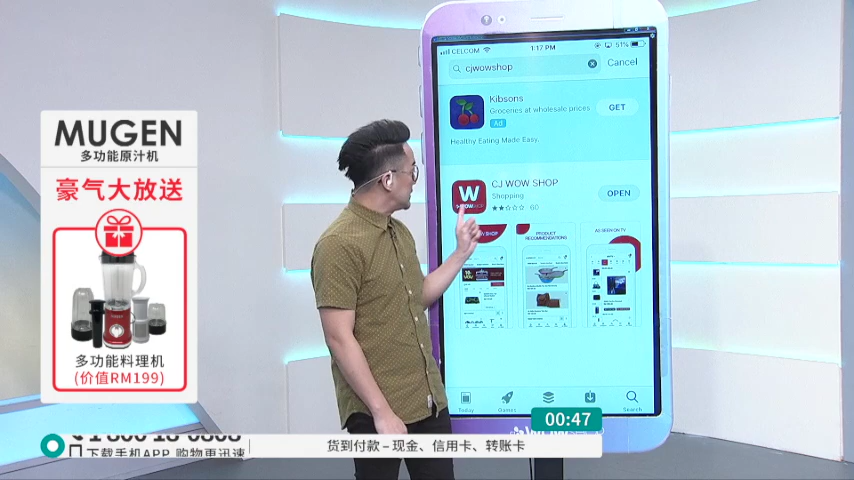 CELCOM
1:17 PM
51%
cjwowshop
Cancel
Kibsons
Groceries at wholesale prices
Ad
GET
Healthy Eating Made Easy.
CJ WOW SHOP
Shopping
60
OPEN
W
WOWSHOP
WOW SHOP
PRODUCT
RECOMMENDATIONS
AS SEEN ON TV
Today
Games
Search
MUGEN
多功能原汁机
豪气大放送
多功能料理机
(价值RM199)
00:47
下载手机APP 购物更迅速
货到付款 – 现金、信用卡、转账卡